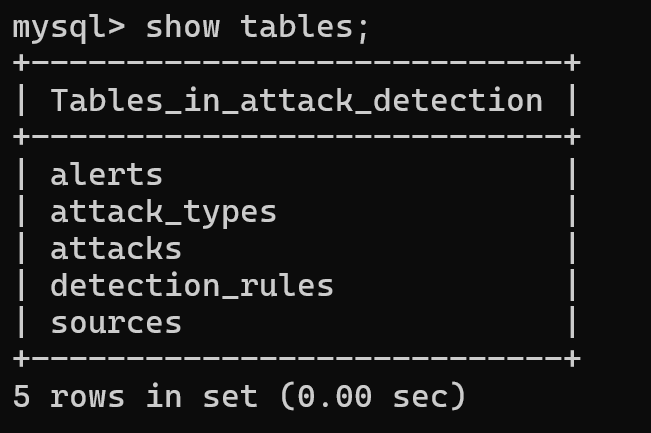 mysql> show tables;
+----------------------------+
| Tables_in_attack_detection |
+----------------------------+
| alerts                     |
| attack_types               |
| attacks                    |
| detection_rules            |
| sources                    |
+----------------------------+
5 rows in set (0.00 sec)